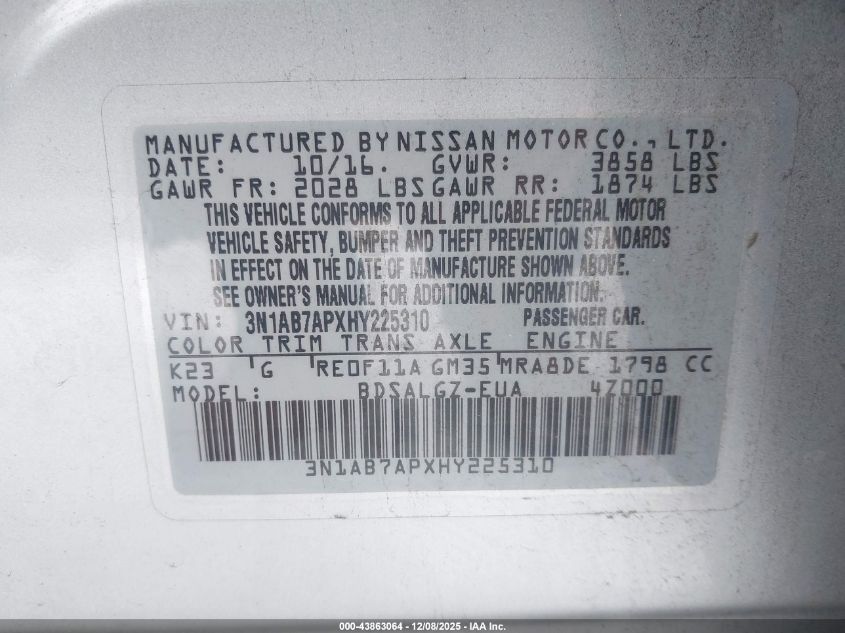 MANUFACTURED BY NISSAN MOTOR CO., LTD.
DATE: 10/16. GVWR: 3858 LBS
GAWR FR: 2028 LBS GAWR RR: 1874 LBS
THIS VEHICLE CONFORMS TO ALL APPLICABLE FEDERAL MOTOR
VEHICLE SAFETY, BUMPER AND THEFT PREVENTION STANDARDS
IN EFFECT ON THE DATE OF MANUFACTURE SHOWN ABOVE.
SEE OWNER'S MANUAL FOR ADDITIONAL INFORMATION.
VIN: 3N1AB7APXHY225310 PASSENGER CAR.
COLOR TRIM TRANS AXLE ENGINE
K23 G RE0F11A GM35 MRA8DE 1798 CC
MODEL: BDSALGZ-EUA 4Z000
3N1AB7APXHY225310
000-43863064 - 12/08/2025 - IAA Inc.